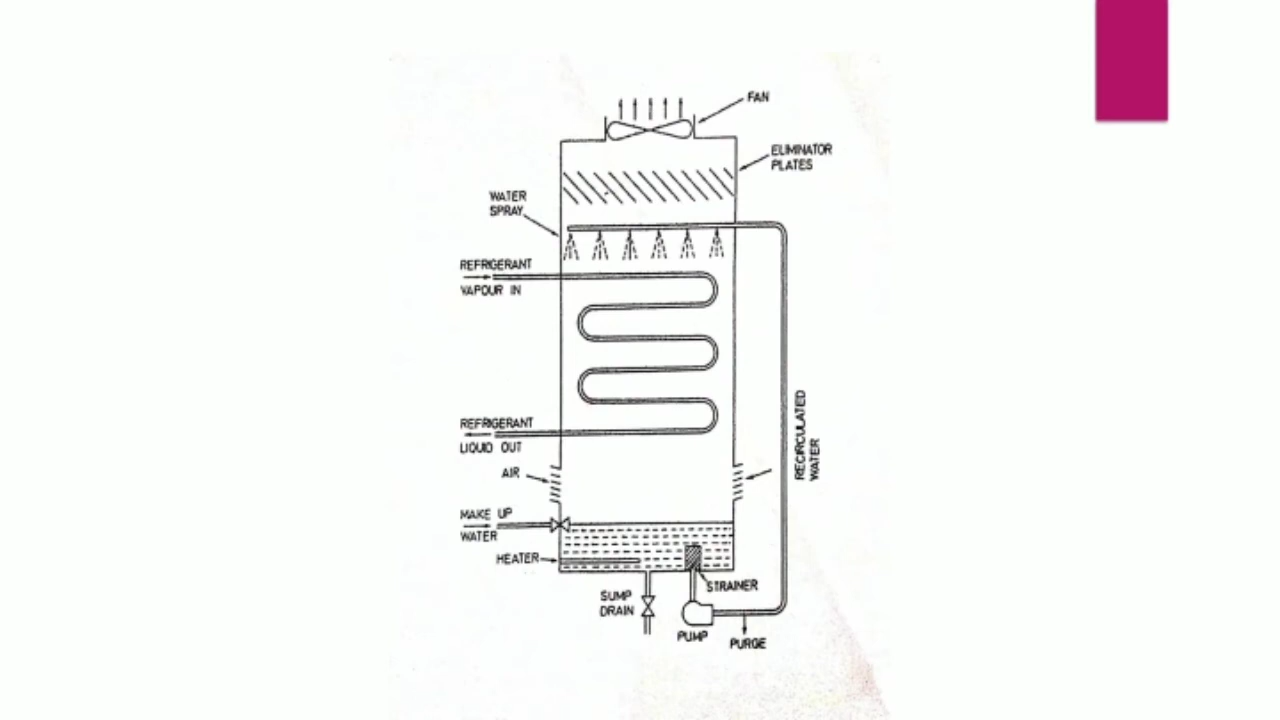 FAN
ELIMINATOR
PLATES
WATER
SPRAY
REFRIGERANT
VAPOUR IN
REFRIGERANT
LIQUID OUT
RECIRCULATED
WATER
AIR
MAKE UP
WATER
HEATER
STRAINER
SUMP
DRAIN
PUMP
PURGE